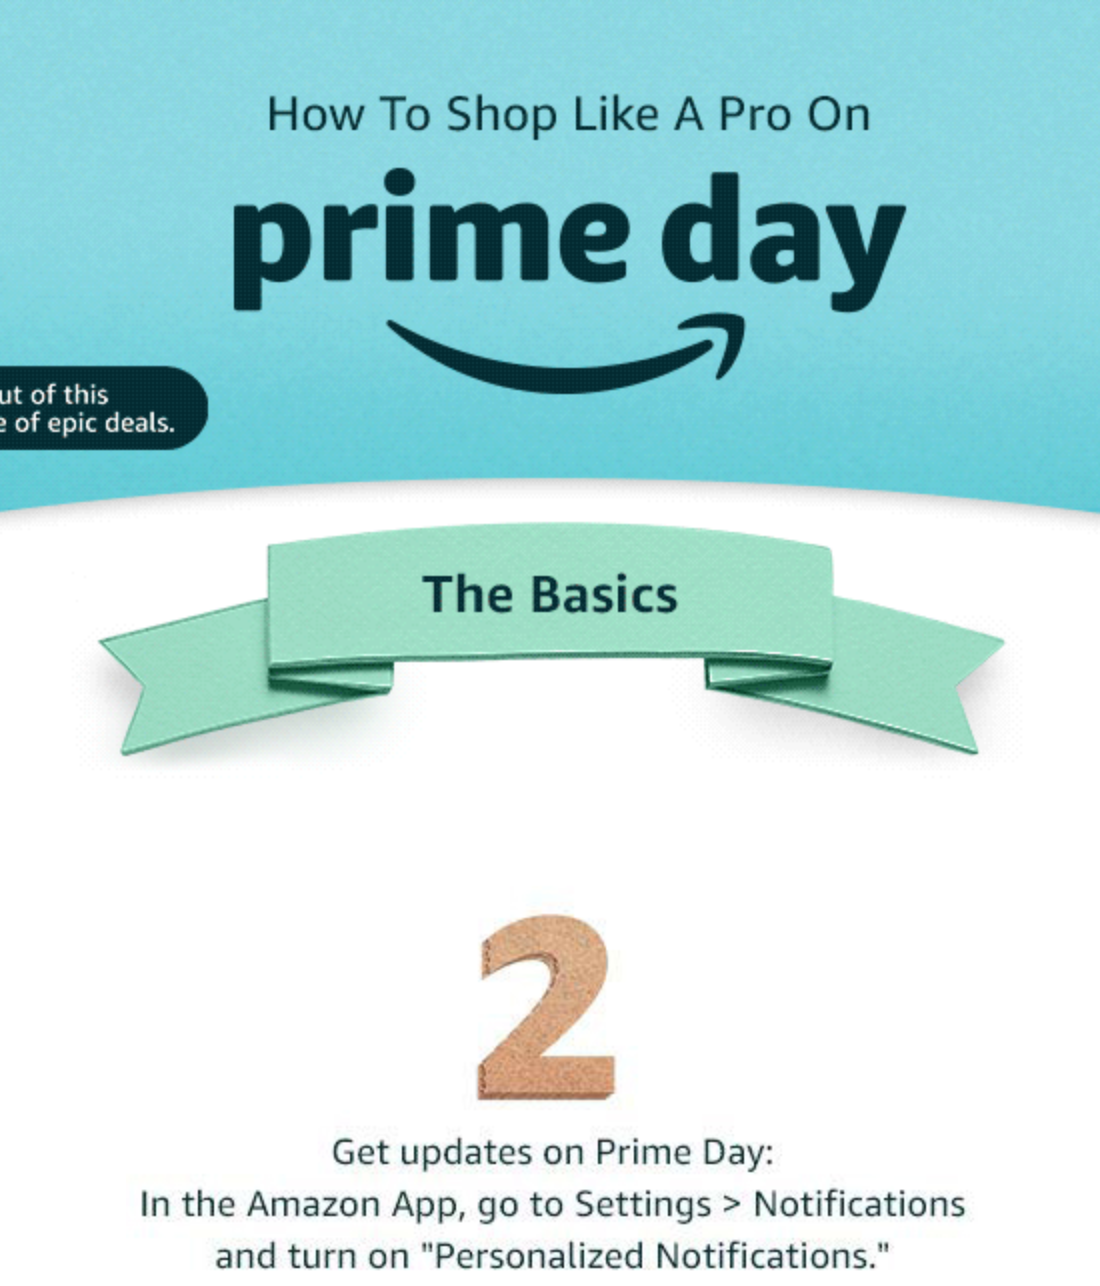 How To Shop Like A Pro On
prime day
ut of this
e of epic deals.
The Basics
2
Get updates on Prime Day:
In the Amazon App, go to Settings > Notifications
and turn on "Personalized Notifications."